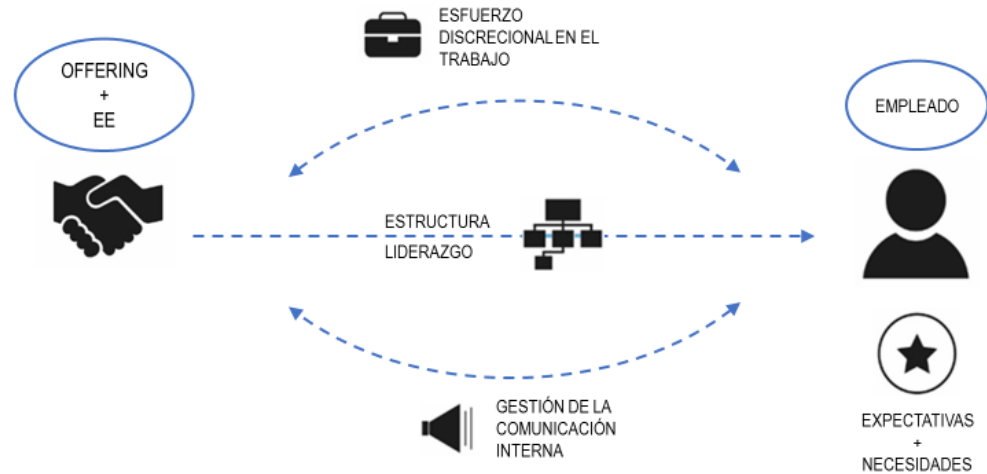 ESFUERZO
DISCRECIONAL EN EL
TRABAJO
OFFERING
+
EE
EMPLEADO
ESTRUCTURA
LIDERAZGO
GESTIÓN DE LA
COMUNICACIÓN
INTERNA
EXPECTATIVAS
+
NECESIDADES